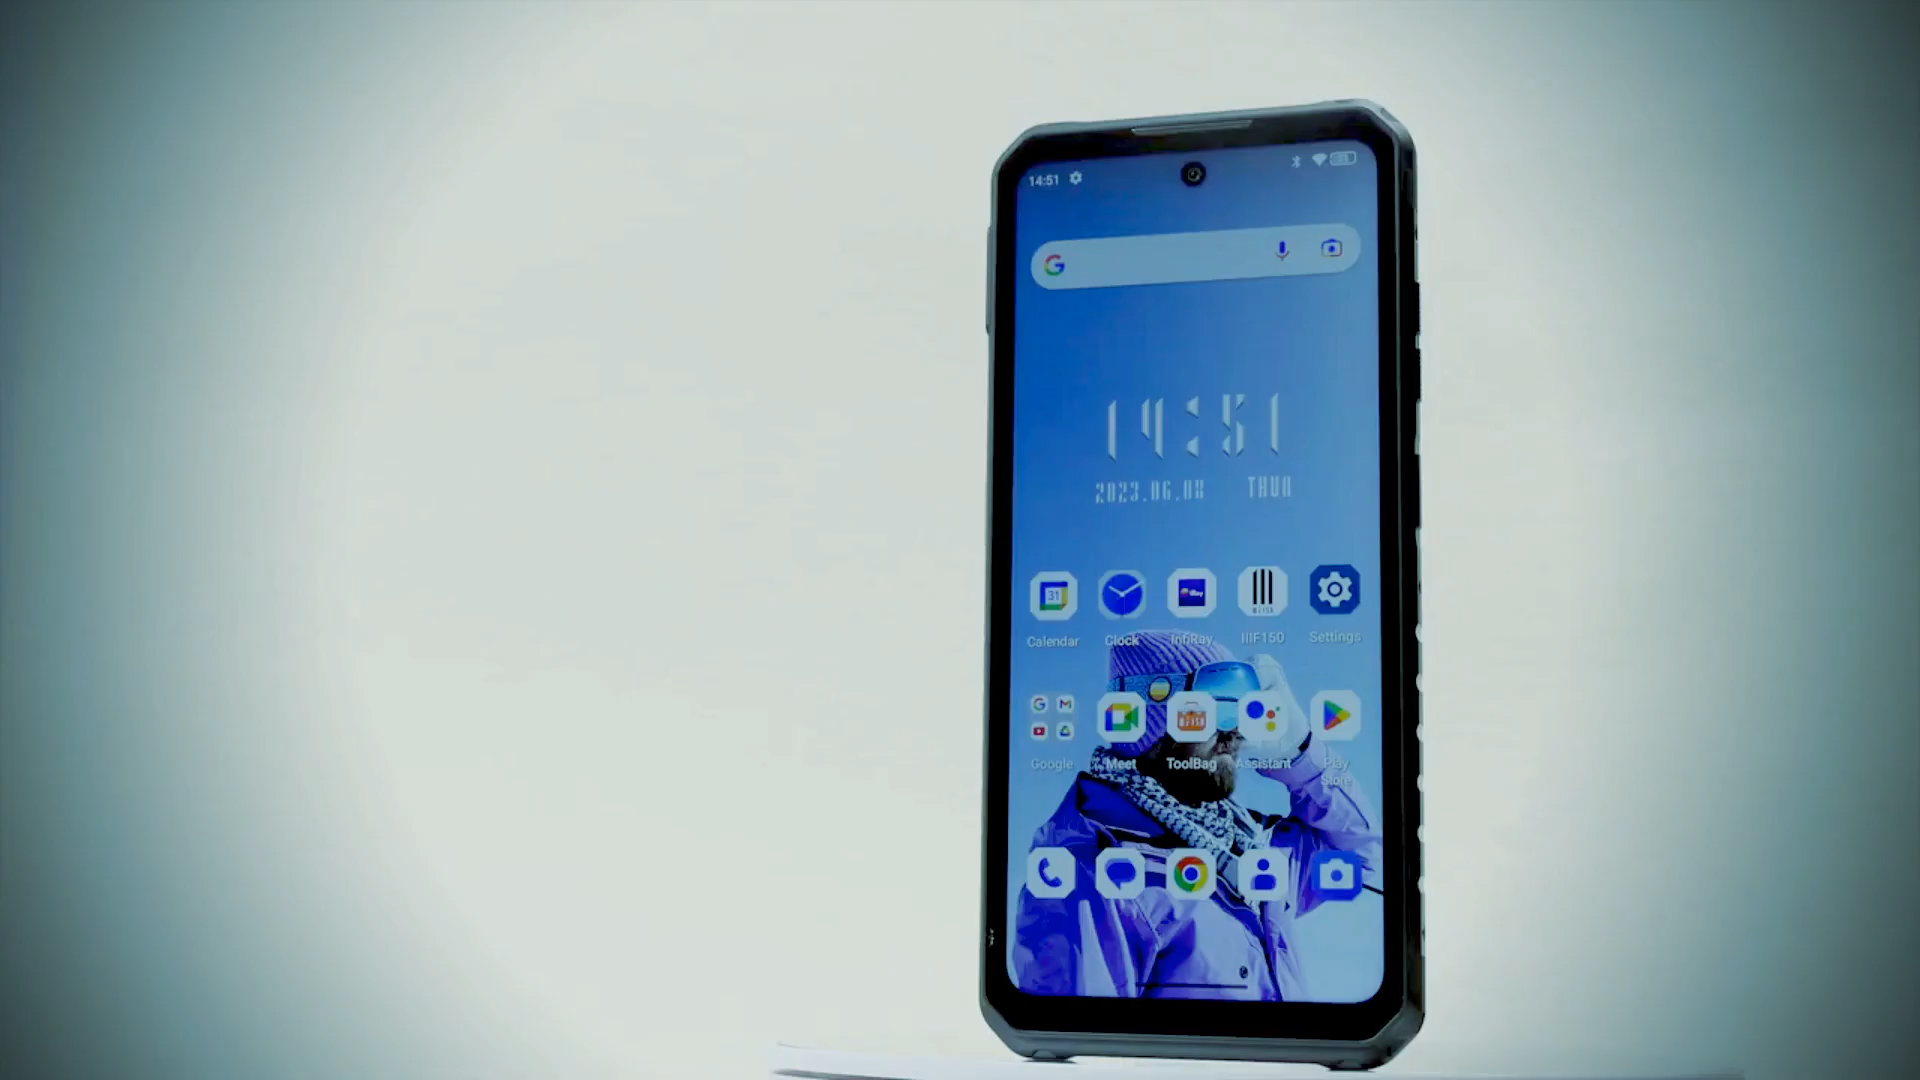 14:51
14:51
2023.06.08 THUR
31
Calendar Clock InfiRay IIIF150 Settings
Google Meet ToolBag Assistant Play
Store